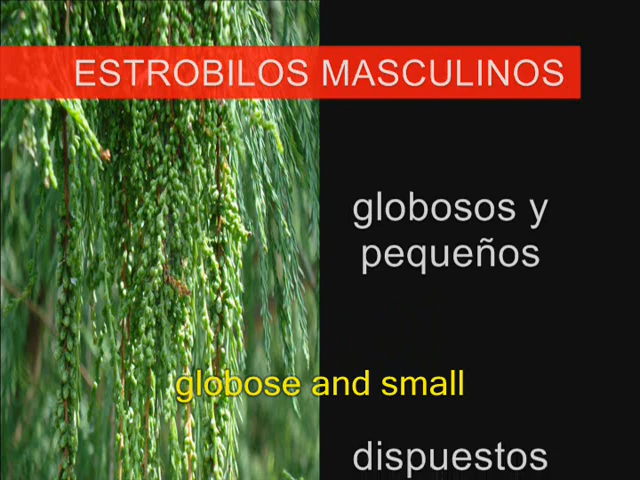 ESTROBILOS MASCULINOS
globosos y
pequeños
globose and small
dispuestos